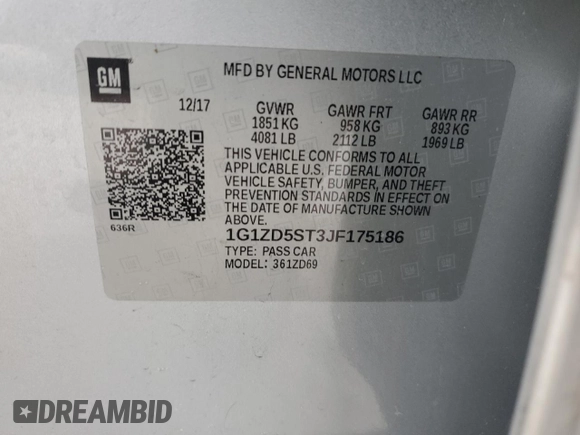 GM
MFD BY GENERAL MOTORS LLC
12/17 GVWR GAWR FRT GAWR RR
1851 KG 958 KG 893 KG
4081 LB 2112 LB 1969 LB
THIS VEHICLE CONFORMS TO ALL
APPLICABLE U.S. FEDERAL MOTOR
VEHICLE SAFETY, BUMPER, AND THEFT
PREVENTION STANDARDS IN EFFECT ON
THE DATE OF MANUFACTURE SHOWN
ABOVE.
636R
1G1ZD5ST3JF175186
TYPE: PASS CAR
MODEL: 361ZD69
DREAMBID